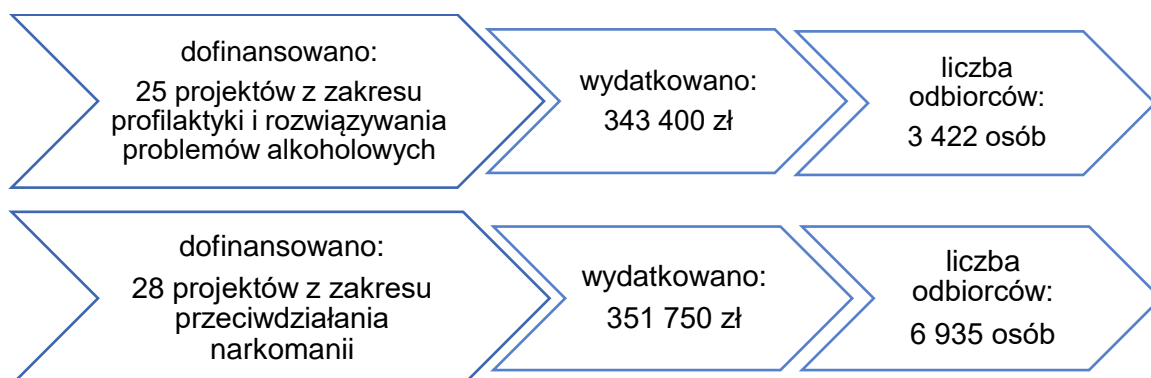 dofinansowano:
25 projektów z zakresu
profilaktyki i rozwiązywania
problemów alkoholowych
wydatkowano:
343 400 zł
liczba
odbiorców:
3 422 osób
dofinansowano:
28 projektów z zakresu
przeciwdziałania
narkomanii
wydatkowano:
351 750 zł
liczba
odbiorców:
6 935 osób